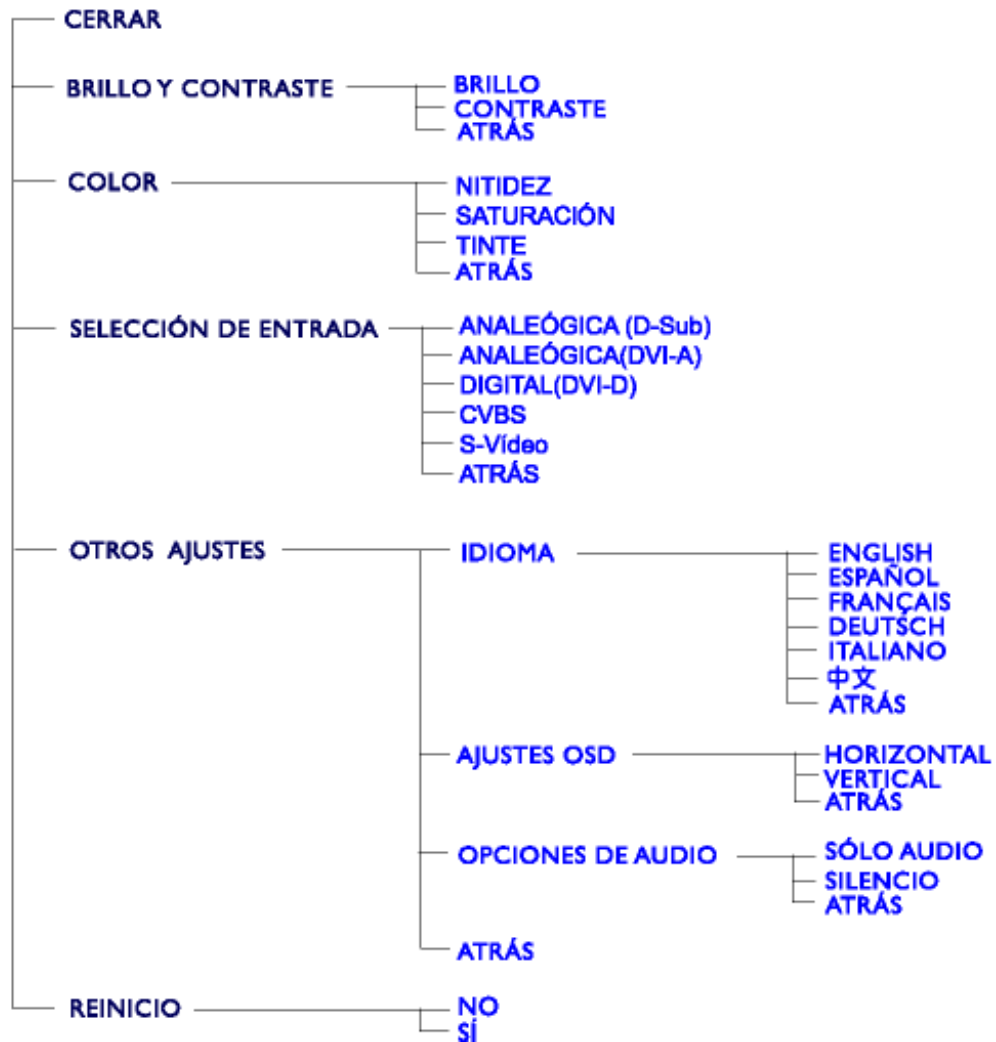 CERRAR
BRILLO Y CONTRASTE
BRILLO
CONTRASTE
ATRÁS
COLOR
NITIDEZ
SATURACIÓN
TINTE
ATRÁS
SELECCIÓN DE ENTRADA
ANALEÓGICA (D-Sub)
ANALEÓGICA(DVI-A)
DIGITAL(DVI-D)
CVBS
S-Vídeo
ATRÁS
OTROS AJUSTES
IDIOMA
ENGLISH
ESPAÑOL
FRANÇAIS
DEUTSCH
ITALIANO
中文
ATRÁS
AJUSTES OSD
HORIZONTAL
VERTICAL
ATRÁS
OPCIONES DE AUDIO
SÓLO AUDIO
SILENCIO
ATRÁS
ATRÁS
REINICIO
NO
SÍ